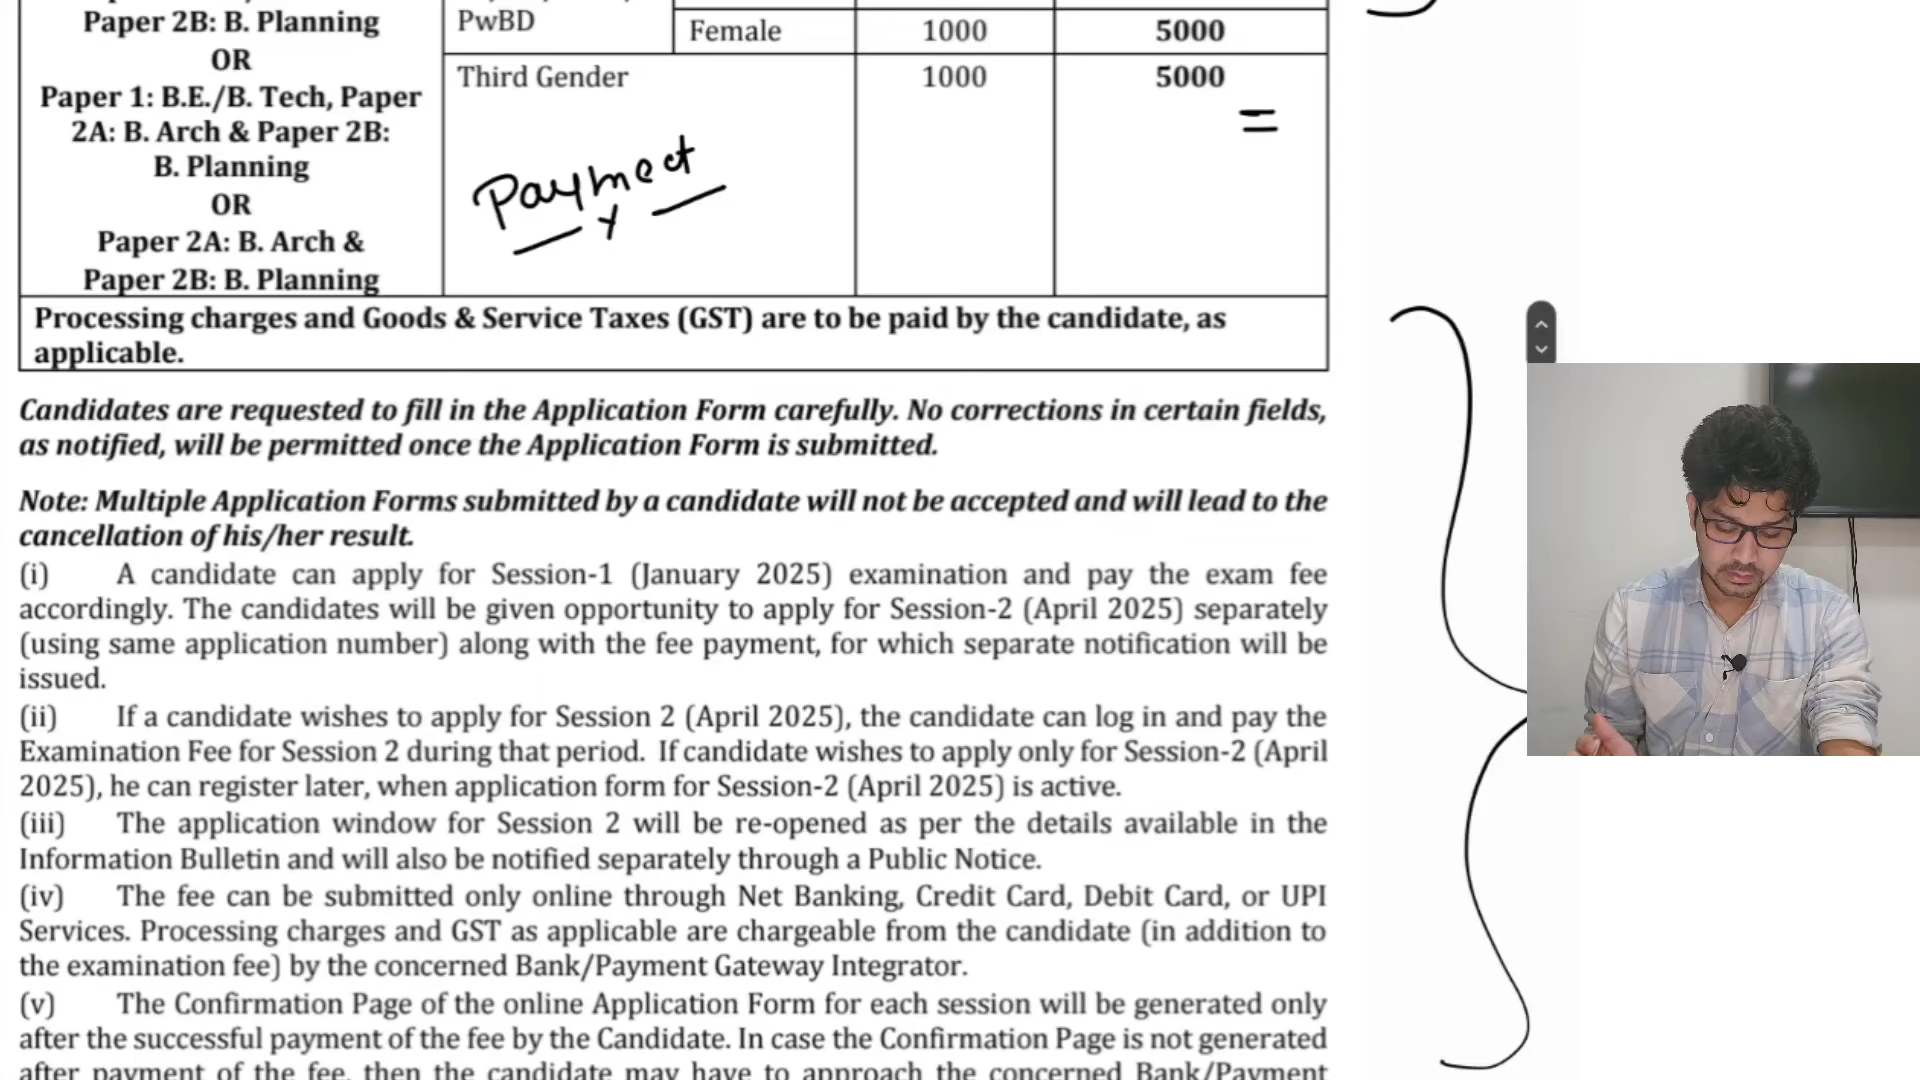 Paper 2B: B. Planning
OR
Paper 1: B.E./B. Tech, Paper
2A: B. Arch & Paper 2B:
B. Planning
OR
Paper 2A: B. Arch &
Paper 2B: B. Planning
PwBD
Female 1000 5000
Third Gender 1000 5000
Payment
Processing charges and Goods & Service Taxes (GST) are to be paid by the candidate, as
applicable.
Candidates are requested to fill in the Application Form carefully. No corrections in certain fields,
as notified, will be permitted once the Application Form is submitted.
Note: Multiple Application Forms submitted by a candidate will not be accepted and will lead to the
cancellation of his/her result.
(i) A candidate can apply for Session-1 (January 2025) examination and pay the exam fee
accordingly. The candidates will be given opportunity to apply for Session-2 (April 2025) separately
(using same application number) along with the fee payment, for which separate notification will be
issued.
(ii) If a candidate wishes to apply for Session 2 (April 2025), the candidate can log in and pay the
Examination Fee for Session 2 during that period. If candidate wishes to apply only for Session-2 (April
2025), he can register later, when application form for Session-2 (April 2025) is active.
(iii) The application window for Session 2 will be re-opened as per the details available in the
Information Bulletin and will also be notified separately through a Public Notice.
(iv) The fee can be submitted only online through Net Banking, Credit Card, Debit Card, or UPI
Services. Processing charges and GST as applicable are chargeable from the candidate (in addition to
the examination fee) by the concerned Bank/Payment Gateway Integrator.
(v) The Confirmation Page of the online Application Form for each session will be generated only
after the successful payment of the fee by the Candidate. In case the Confirmation Page is not generated
after payment of the fee, then the candidate may have to approach the concerned Bank/Payment